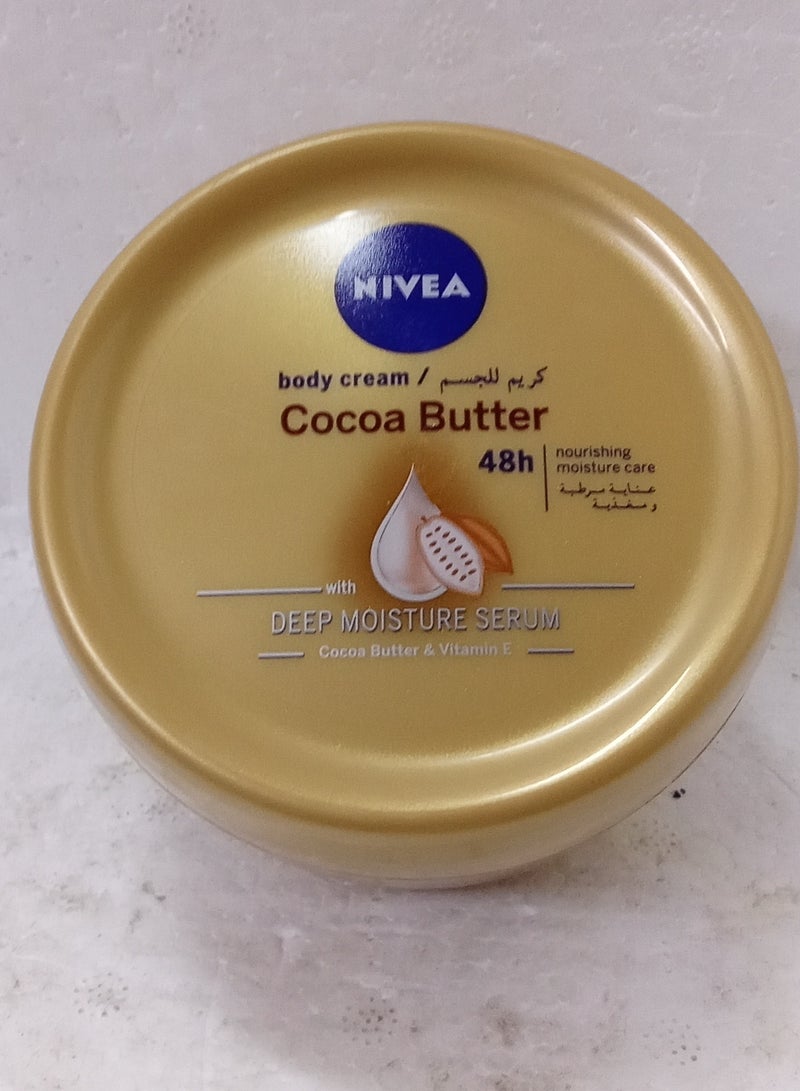 NIVEA
body cream / كريم للجسم
Cocoa Butter
48h
nourishing
moisture care
عناية مرطبة
و مغذية
with
DEEP MOISTURE SERUM
Cocoa Butter & Vitamin E